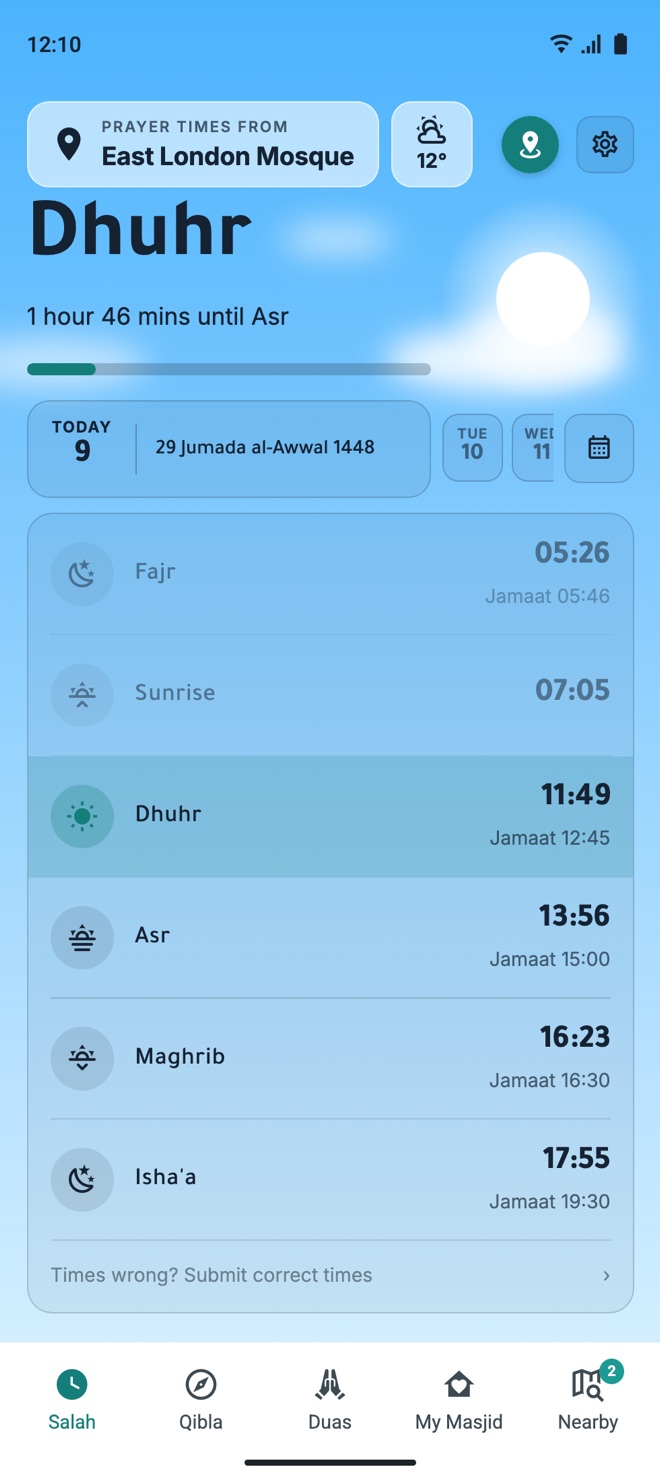 12:10
PRAYER TIMES FROM
East London Mosque
12°
Dhuhr
1 hour 46 mins until Asr
TODAY
9
29 Jumada al-Awwal 1448
TUE
10
WED
11
Fajr
05:26
Jamaat 05:46
Sunrise
07:05
Dhuhr
11:49
Jamaat 12:45
Asr
13:56
Jamaat 15:00
Maghrib
16:23
Jamaat 16:30
Isha'a
17:55
Jamaat 19:30
Times wrong? Submit correct times ›
Salah
Qibla
Duas
My Masjid
Nearby
2